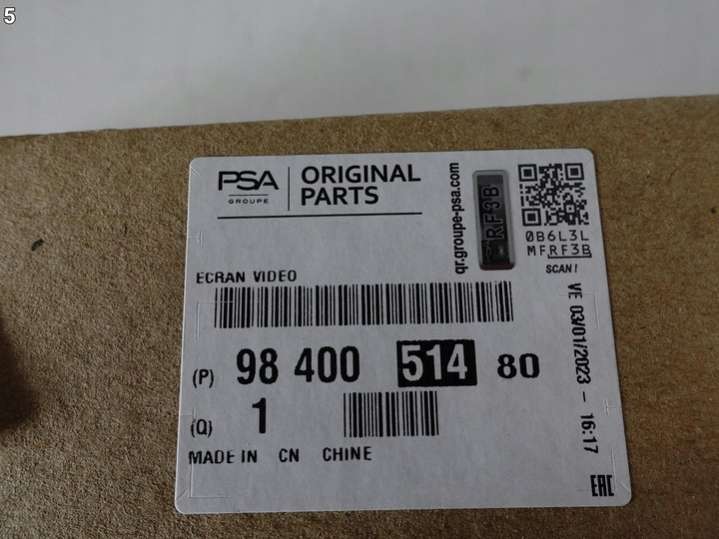 5
PSA
GROUPE
ORIGINAL
PARTS
qr.groupe-psa.com
RF3B
0B6L3L
MFRF3B
SCAN!
ECRAN VIDEO
(P) 98 400 514 80
(Q) 1
MADE IN CN CHINE
VE 03/01/2023 - 16:17
EAC